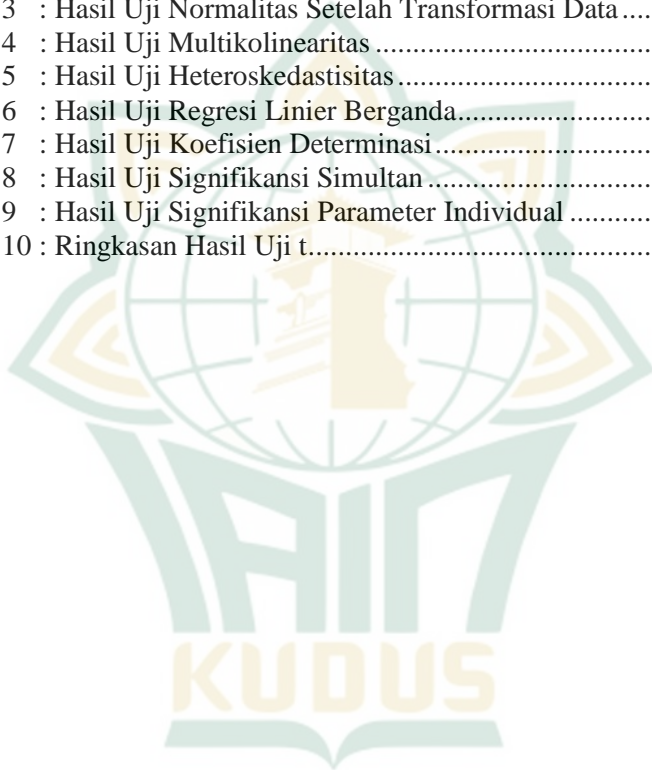 3 : Hasil Uji Normalitas Setelah Transformasi Data ....
4 : Hasil Uji Multikolinearitas ......................................
5 : Hasil Uji Heteroskedastisitas ...................................
6 : Hasil Uji Regresi Linier Berganda...........................
7 : Hasil Uji Koefisien Determinasi ..............................
8 : Hasil Uji Signifikansi Simultan ...............................
9 : Hasil Uji Signifikansi Parameter Individual ...........
10 : Ringkasan Hasil Uji t...............................................
IAIN
KUDUS